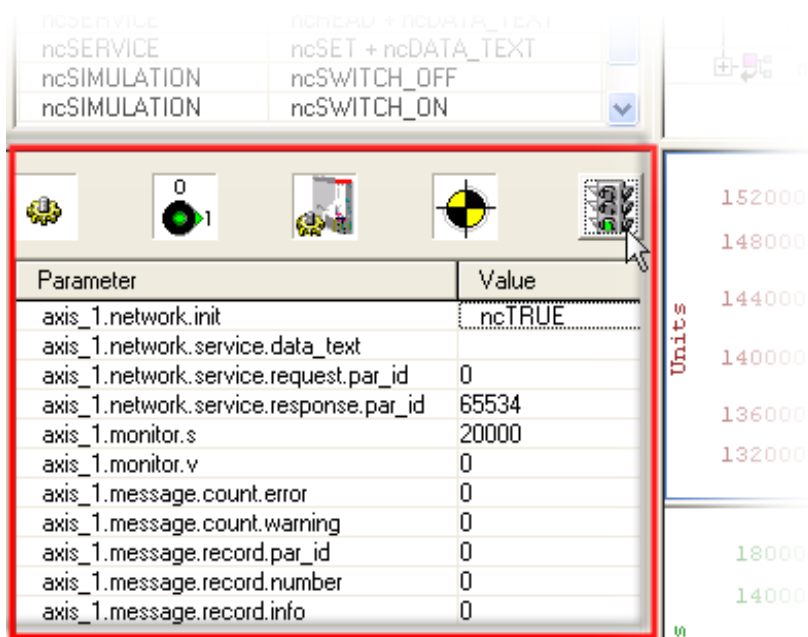 ncSERVICE ncREAD + ncDATA_TEXT
ncSERVICE ncSET + ncDATA_TEXT
ncSIMULATION ncSWITCH_OFF
ncSIMULATION ncSWITCH_ON
0
1
Parameter Value
axis_1.network.init ncTRUE
axis_1.network.service.data_text
axis_1.network.service.request.par_id 0
axis_1.network.service.response.par_id 65534
axis_1.monitor.s 20000
axis_1.monitor.v 0
axis_1.message.count.error 0
axis_1.message.count.warning 0
axis_1.message.record.par_id 0
axis_1.message.record.number 0
axis_1.message.record.info 0
Units
152000
148000
144000
140000
136000
132000
18000
14000
s